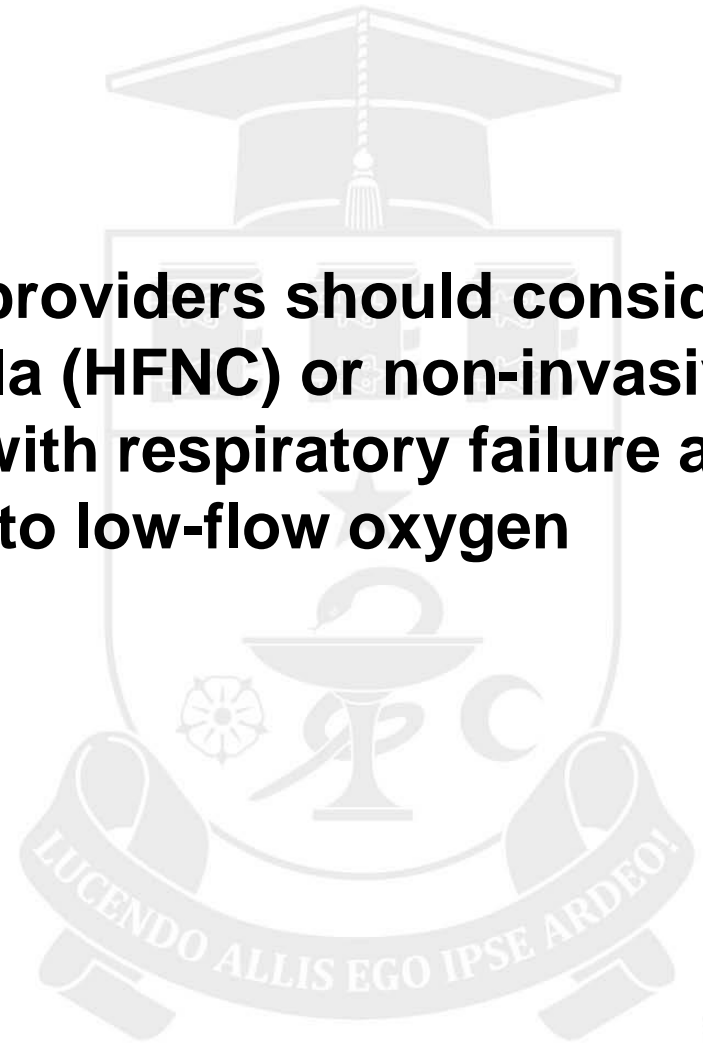 providers should consid
la (HFNC) or non-invasiv
with respiratory failure a
to low-flow oxygen
LUCENDO ALLIS EGO IPSE ARDEO!